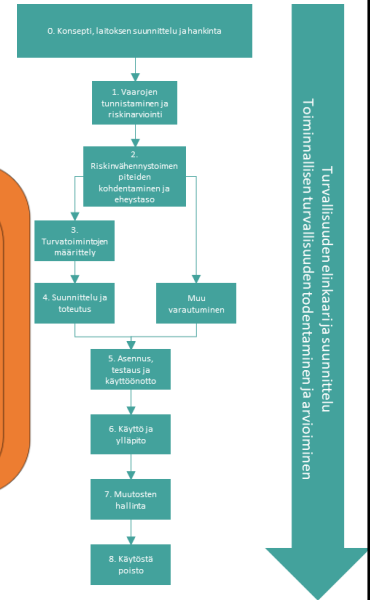 0. Konsepti, laitoksen suunnittelu ja hankinta
1. Vaarojen
tunnistaminen ja
riskinarviointi
2.
Riskinvähennystoimen
piteiden
kohdentaminen ja
eheystaso
3.
Turvatoimintojen
määrittely
4. Suunnittelu ja
toteutus
Muu
varautuminen
5. Asennus,
testaus ja
käyttöönotto
6. Käyttö ja
ylläpito
7. Muutosten
hallinta
8. Käytöstä
poisto
Turvallisuuden elinkaari ja suunnittelu
Toiminnallisen turvallisuuden todentaminen ja arvioiminen